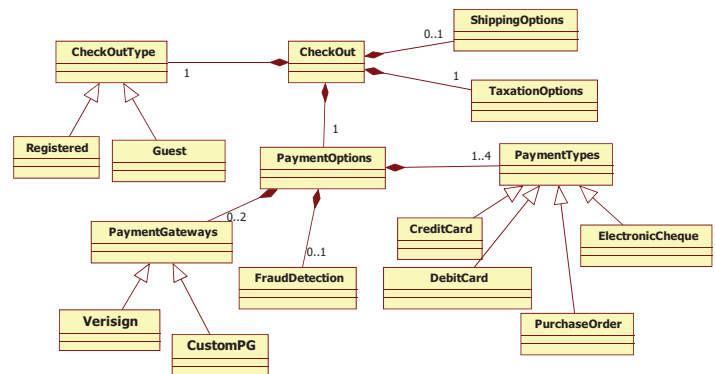 ShippingOptions
CheckOutType
CheckOut
0..1
1
1
TaxationOptions
Registered
Guest
1
PaymentOptions
1..4
PaymentTypes
0..2
PaymentGateways
CreditCard
ElectronicCheque
0..1
FraudDetection
DebitCard
Verisign
PurchaseOrder
CustomPG